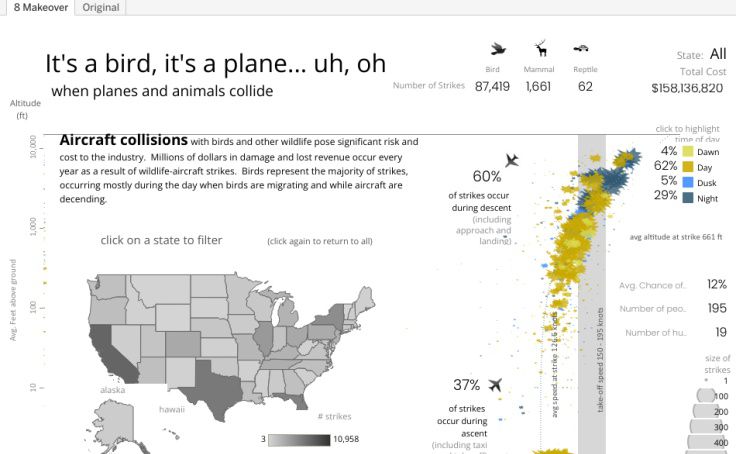 8 Makeover
Original
It's a bird, it's a plane... uh, oh
when planes and animals collide
Bird
Mammal
Reptile
Number of Strikes
87,419
1,661
62
State: All
Total Cost
$158,136,820
Altitude
(ft)
10,000
1,000
100
10
Avg. Feet above ground
Aircraft collisions with birds and other wildlife pose significant risk and
cost to the industry. Millions of dollars in damage and lost revenue occur every
year as a result of wildlife-aircraft strikes. Birds represent the majority of strikes,
occurring mostly during the day when birds are migrating and while aircraft are
decending.
click on a state to filter
(click again to return to all)
alaska
hawaii
# strikes
3
10,958
60%
of strikes occur
during descent
(including
approach and
landing)
37%
of strikes
occur during
ascent
(including taxi
avg speed at strike 126.6 knots
take-off speed 150 - 195 knots
click to highlight
time of day
4% Dawn
62% Day
5% Dusk
29% Night
avg altitude at strike 661 ft
Avg. Chance of.. 12%
Number of peo.. 195
Number of hu.. 19
size of
strikes
1
100
200
300
400